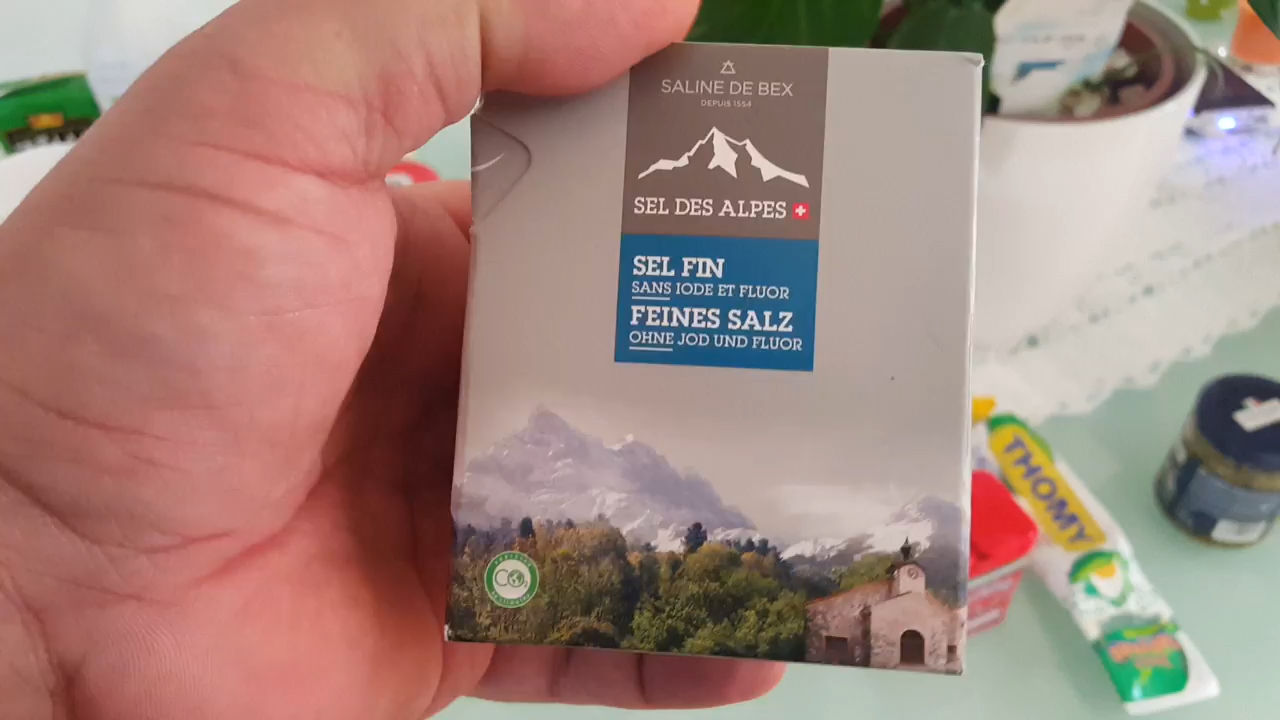 SALINE DE BEX
DEPUIS 1554
SEL DES ALPES
SEL FIN
SANS IODE ET FLUOR
FEINES SALZ
OHNE JOD UND FLUOR
CO₂
THOMY